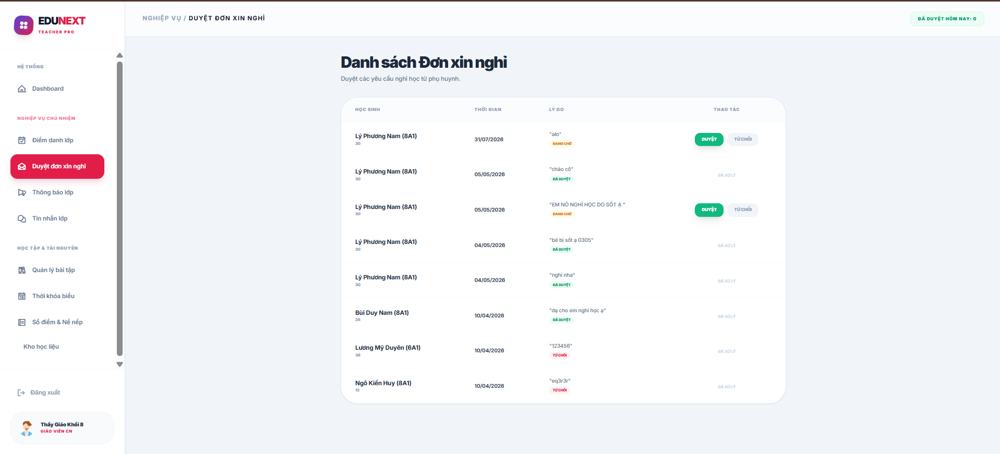 EDUNEXT
TEACHER PRO
HỆ THỐNG
Dashboard
NGHIỆP VỤ CHỦ NHIỆM
Điểm danh lớp
Duyệt đơn xin nghỉ
Thông báo lớp
Tin nhắn lớp
HỌC TẬP & TÀI NGUYÊN
Quản lý bài tập
Thời khóa biểu
Sổ điểm & Nề nếp
Kho học liệu
Đăng xuất
Thầy Giáo Khối 8
GIÁO VIÊN CN
NGHIỆP VỤ / DUYỆT ĐƠN XIN NGHỈ
ĐÃ DUYỆT HÔM NAY: 0
Danh sách Đơn xin nghỉ
Duyệt các yêu cầu nghỉ học từ phụ huynh.
HỌC SINH THỜI GIAN LÝ DO THAO TÁC
Lý Phương Nam (8A1) 31/07/2026 "alo" DUYỆT TỪ CHỐI
30 ĐANG CHỜ
Lý Phương Nam (8A1) 05/05/2026 "chào cô" ĐÃ XỬ LÝ
30 ĐÃ DUYỆT
Lý Phương Nam (8A1) 05/05/2026 "EM NÓ NGHỈ HỌC DO SỐT Ạ " DUYỆT TỪ CHỐI
30 ĐANG CHỜ
Lý Phương Nam (8A1) 04/05/2026 "bé bị sốt ạ 0305" ĐÃ XỬ LÝ
30 ĐÃ DUYỆT
Lý Phương Nam (8A1) 04/05/2026 "nghỉ nha" ĐÃ XỬ LÝ
30 ĐÃ DUYỆT
Bùi Duy Nam (8A1) 10/04/2026 "dạ cho em nghỉ học ạ" ĐÃ XỬ LÝ
26 ĐÃ DUYỆT
Lương Mỹ Duyên (6A1) 10/04/2026 "123456" ĐÃ XỬ LÝ
38 TỪ CHỐI
Ngô Kiến Huy (8A1) 10/04/2026 "eq3r3r" ĐÃ XỬ LÝ
12 TỪ CHỐI